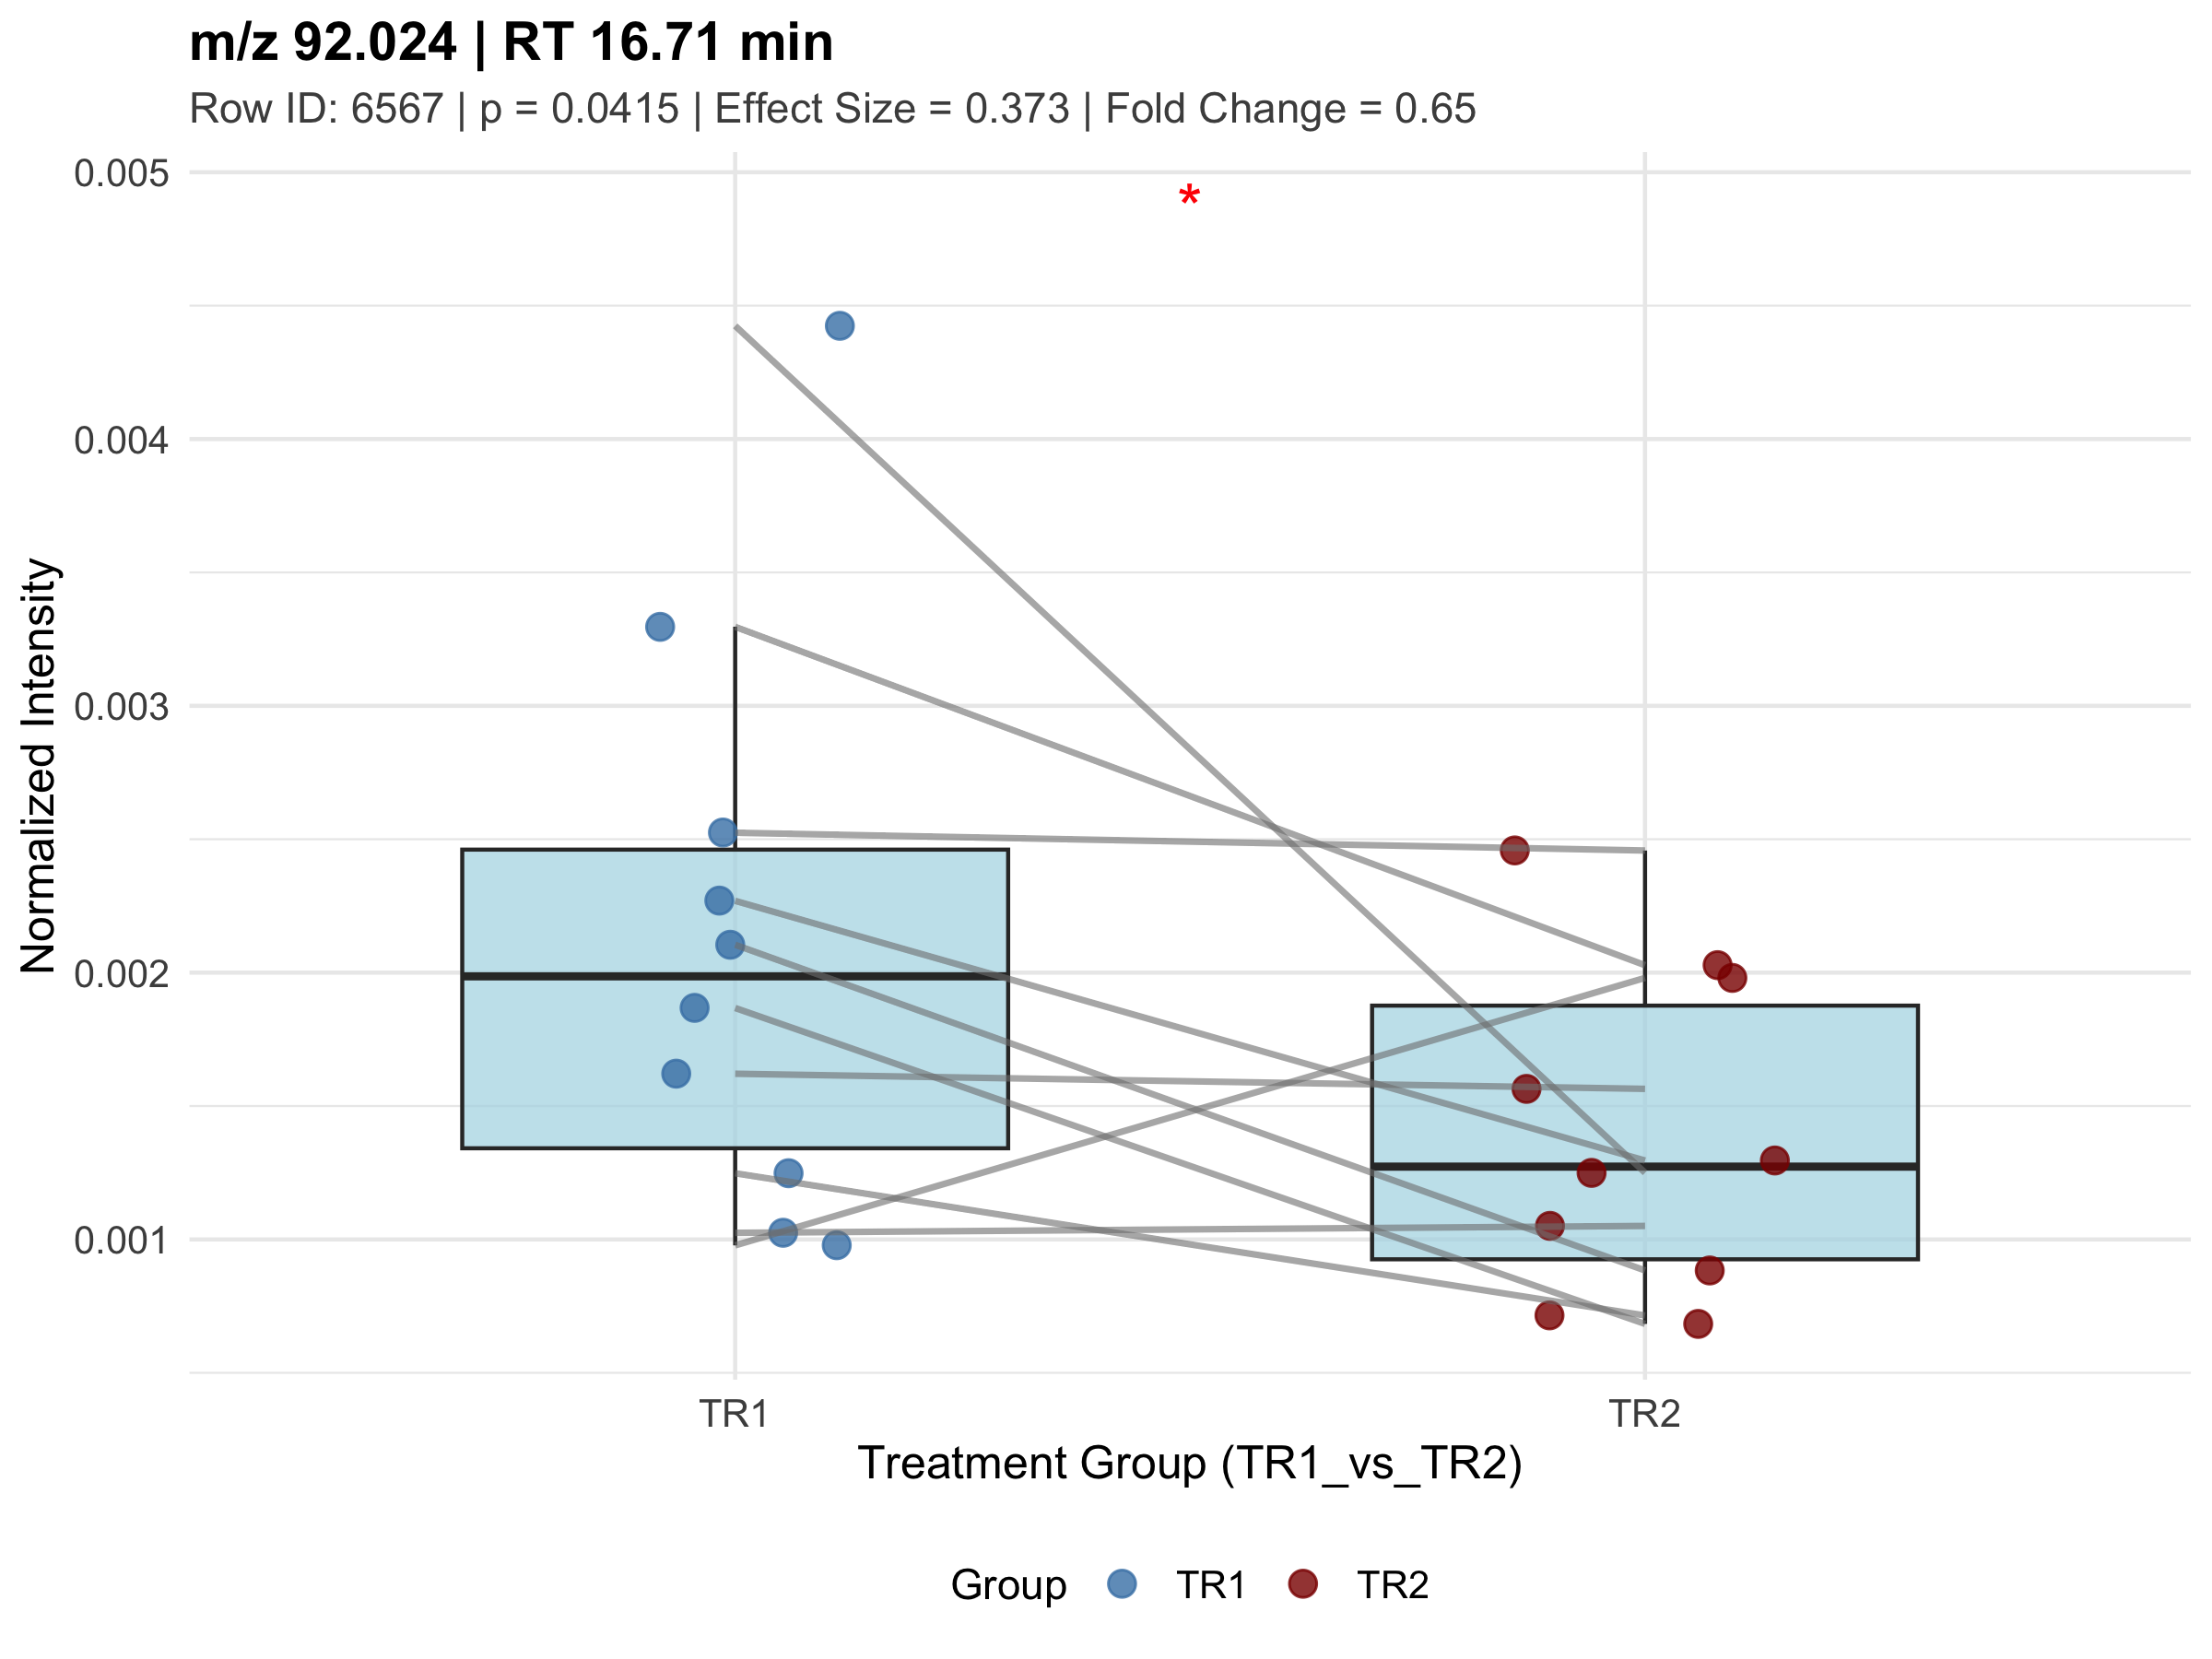 m/z 92.024 | RT 16.71 min
Row ID: 6567 | p = 0.0415 | Effect Size = 0.373 | Fold Change = 0.65
0.005
*
0.004
0.003
0.002
0.001
Normalized Intensity
TR1
TR2
Treatment Group (TR1_vs_TR2)
Group TR1 TR2